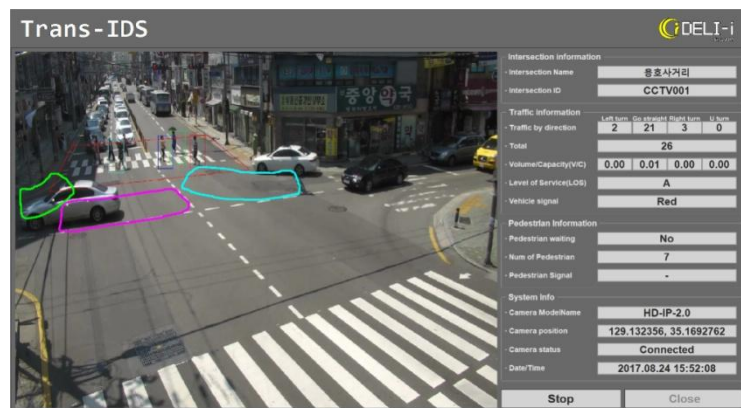 Trans-IDS
DELI-i
중앙약국
Intersection information
- Intersection Name 용호사거리
- Intersection ID CCTV001
Traffic information
Left turn Go straight Right turn U turn
- Traffic by direction 2 21 3 0
- Total 26
- Volume/Capacity(V/C) 0.00 0.01 0.00 0.00
- Level of Service(LOS) A
- Vehicle signal Red
Pedestrian Information
- Pedestrian waiting No
- Num of Pedestrian 7
- Pedestrian Signal -
System Info
- Camera ModelName HD-IP-2.0
- Camera position 129.132356, 35.1692762
- Camera status Connected
- Date/Time 2017.08.24 15:52:08
Stop Close